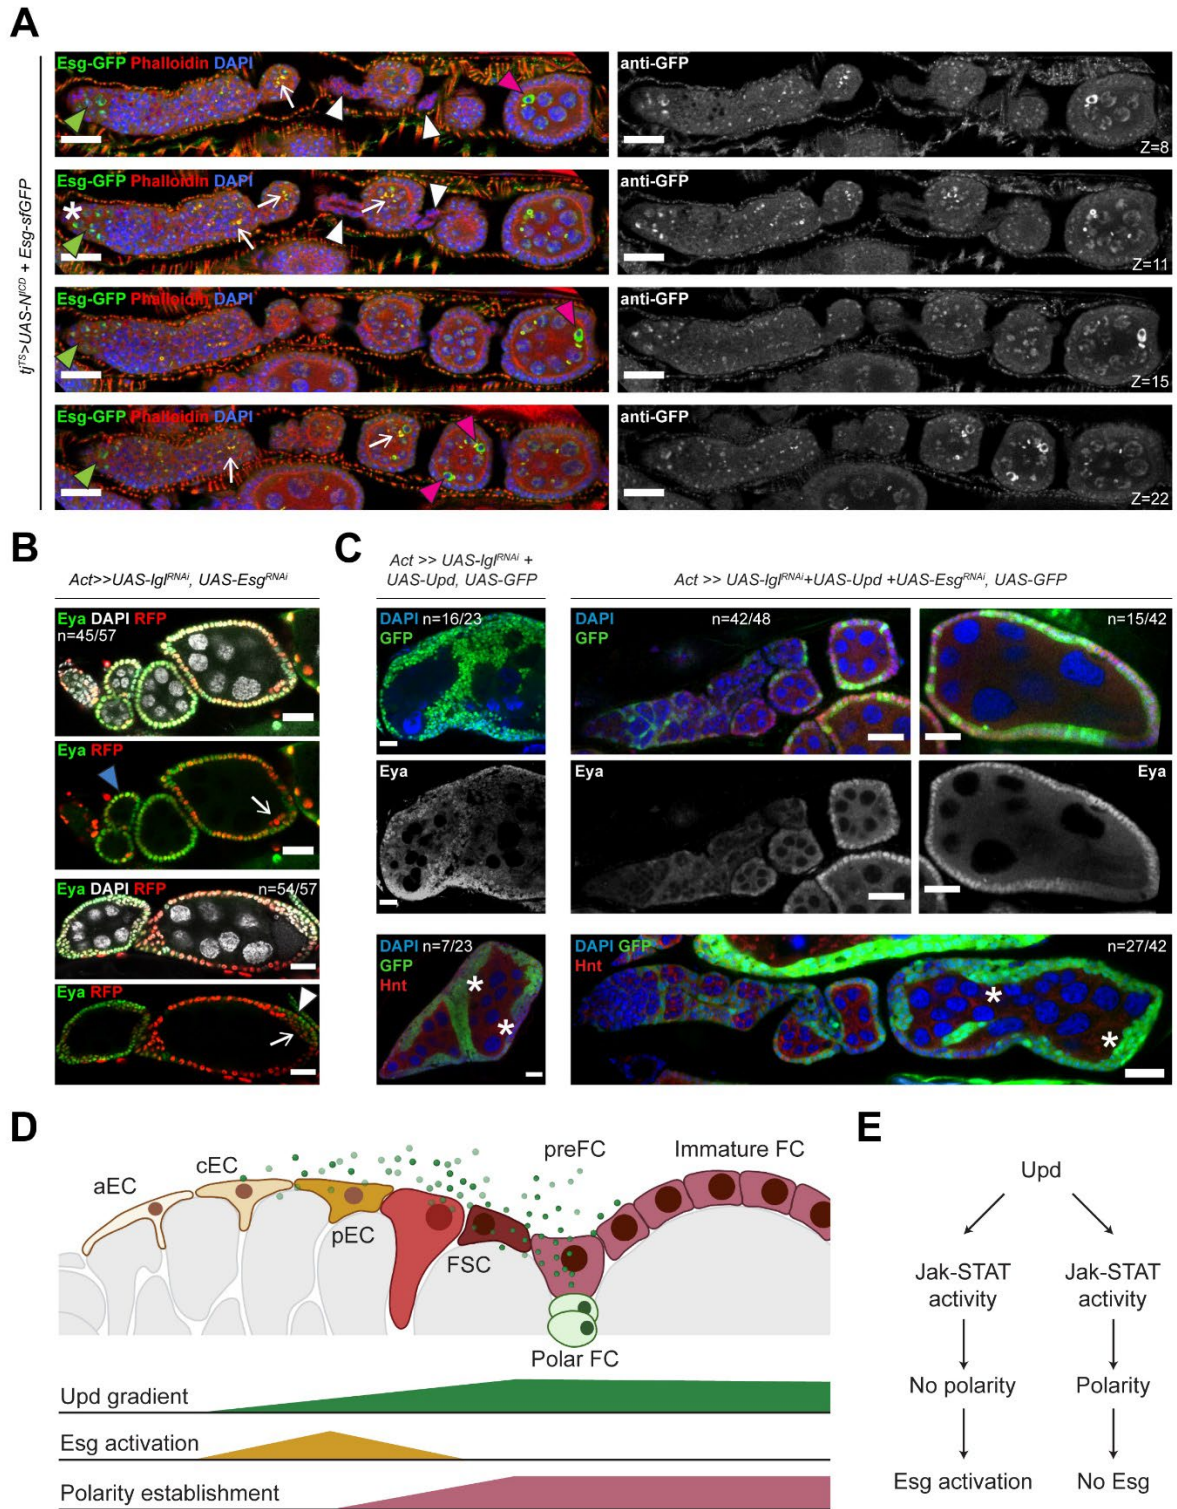 A
tj^TS>UAS-N^ICD + Esg-sfGFP
Esg-GFP Phalloidin DAPI
anti-GFP
Z=8
Esg-GFP Phalloidin DAPI
*
anti-GFP
Z=11
Esg-GFP Phalloidin DAPI
anti-GFP
Z=15
Esg-GFP Phalloidin DAPI
anti-GFP
Z=22
B
Act>>UAS-lgl^RNAi, UAS-Esg^RNAi
Eya DAPI RFP
n=45/57
Eya RFP
Eya DAPI RFP
n=54/57
Eya RFP
C
Act >> UAS-lgl^RNAi +
UAS-Upd, UAS-GFP
Act >> UAS-lgl^RNAi+UAS-Upd +UAS-Esg^RNAi, UAS-GFP
DAPI n=16/23
GFP
DAPI n=42/48
GFP
n=15/42
Eya
Eya
Eya
DAPI n=7/23
GFP
Hnt
*
*
DAPI GFP n=27/42
Hnt
*
*
D
aEC
cEC
pEC
FSC
preFC
Immature FC
Polar FC
Upd gradient
Esg activation
Polarity establishment
E
Upd
Jak-STAT
activity
Jak-STAT
activity
No polarity
Polarity
Esg activation
No Esg